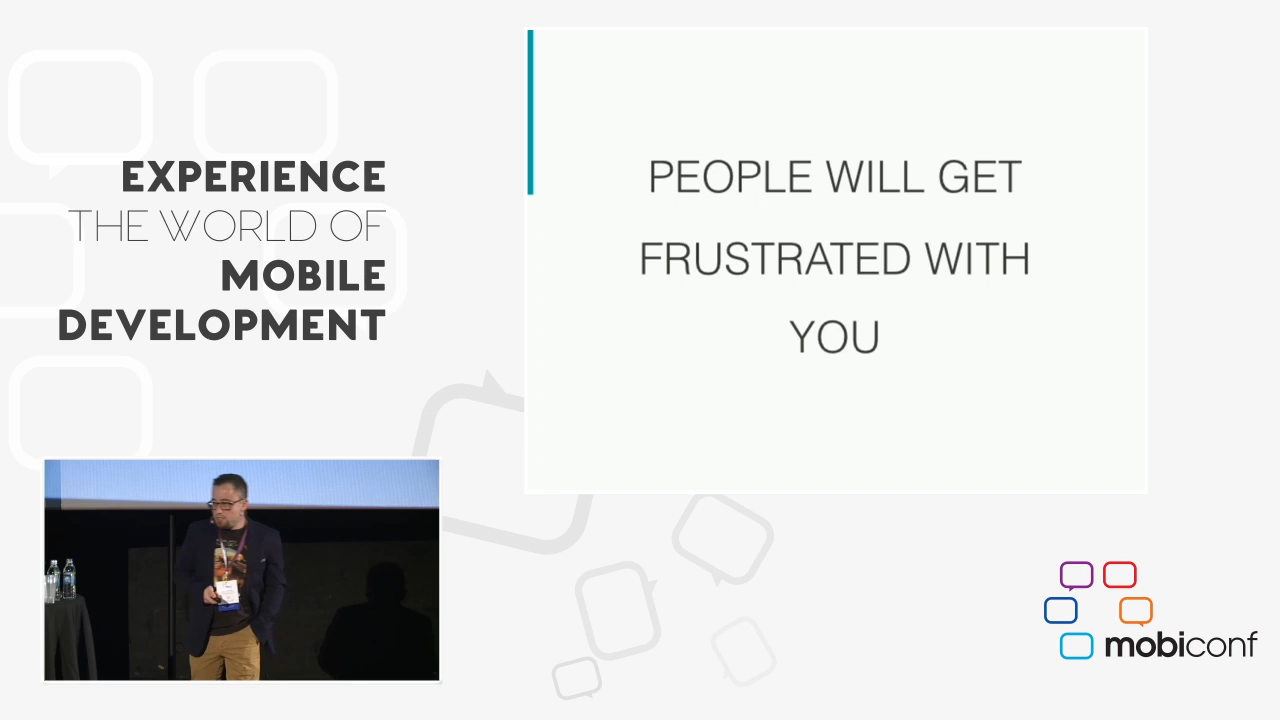 EXPERIENCE
THE WORLD OF
MOBILE
DEVELOPMENT
PEOPLE WILL GET
FRUSTRATED WITH
YOU
mobiconf